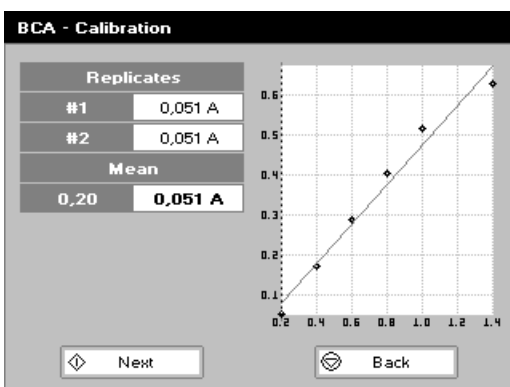 BCA - Calibration
Replicates
#1 0,051 A
#2 0,051 A
Mean
0,20 0,051 A
0.6
0.5
0.4
0.3
0.2
0.1
0.2 0.4 0.6 0.8 1.0 1.2 1.4
Next Back